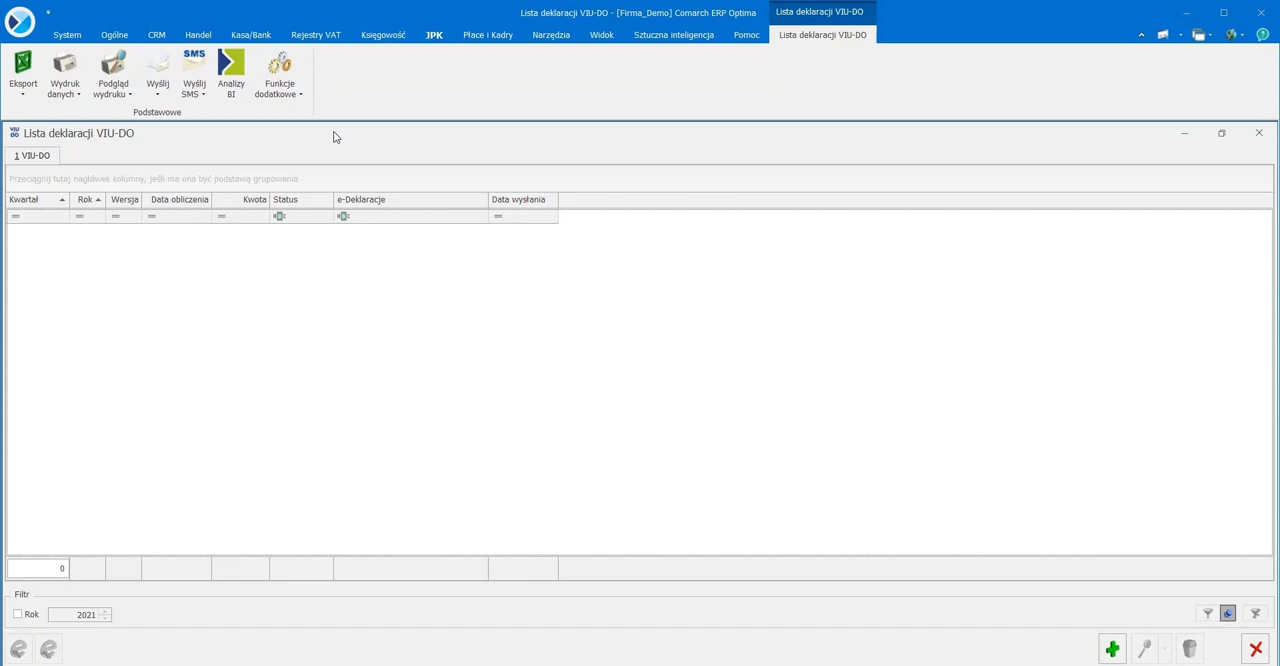 Lista deklaracji VIU-DO - [Firma_Demo] Comarch ERP Optima
Lista deklaracji VIU-DO
System Ogólne CRM Handel Kasa/Bank Rejestry VAT Księgowość JPK Płace i Kadry Narzędzia Widok Sztuczna inteligencja Pomoc Lista deklaracji VIU-DO
Eksport
Wydruk danych
Podgląd wydruku
Wyślij
SMS
Wyślij SMS
Analizy BI
Funkcje dodatkowe
Podstawowe
VIU DO Lista deklaracji VIU-DO
1 VIU-DO
Przeciągnij tutaj nagłówek kolumny, jeśli ma ona być podstawą grupowania
Kwartał Rok Wersja Data obliczenia Kwota Status e-Deklaracje Data wysłania
0
Filtr
Rok 2021